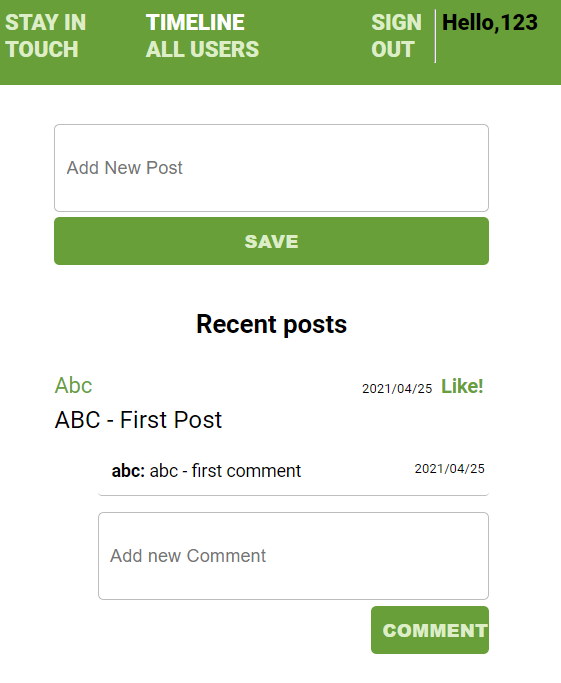 STAY IN TOUCH
TIMELINE
ALL USERS
SIGN OUT
Hello,123
Add New Post
SAVE
Recent posts
Abc 2021/04/25 Like!
ABC - First Post
abc: abc - first comment 2021/04/25
Add new Comment
COMMENT